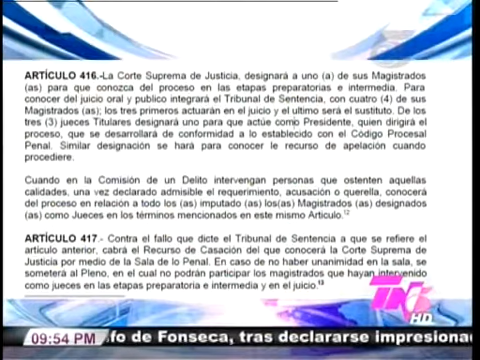 ARTÍCULO 416.-La Corte Suprema de Justicia, designará a uno (a) de sus Magistrados
(as) para que conozca del proceso en las etapas preparatorias e intermedia. Para
conocer del juicio oral y publico integrará el Tribunal de Sentencia, con cuatro (4) de sus
Magistrados (as); los tres primeros actuarán en el juicio y el ultimo será el sustituto. De los
tres (3) jueces Titulares designará uno para que actúe como Presidente, quien dirigirá el
proceso, que se desarrollará de conformidad a lo establecido con el Código Procesal
Penal. Similar designación se hará para conocer le recurso de apelación cuando
procediere.
Cuando en la Comisión de un Delito intervengan personas que ostenten aquellas
calidades, una vez declarado admisible el requerimiento, acusación o querella, conocerá
del proceso en relación a todo los (as) imputado (as) los(as) Magistrados (as) designados
(as) como Jueces en los términos mencionados en este mismo Articulo.12
ARTÍCULO 417.- Contra el fallo que dicte el Tribunal de Sentencia a que se refiere el
articulo anterior, cabrá el Recurso de Casación del que conocerá la Corte Suprema de
Justicia por medio de la Sala de lo Penal. En caso de no haber unanimidad en la sala, se
someterá al Pleno, en el cual no podrán participar los magistrados que hayan intervenido
como jueces en las etapas preparatoria e intermedia y en el juicio.13
HD
09:54 PM fo de Fonseca, tras declararse impresiona